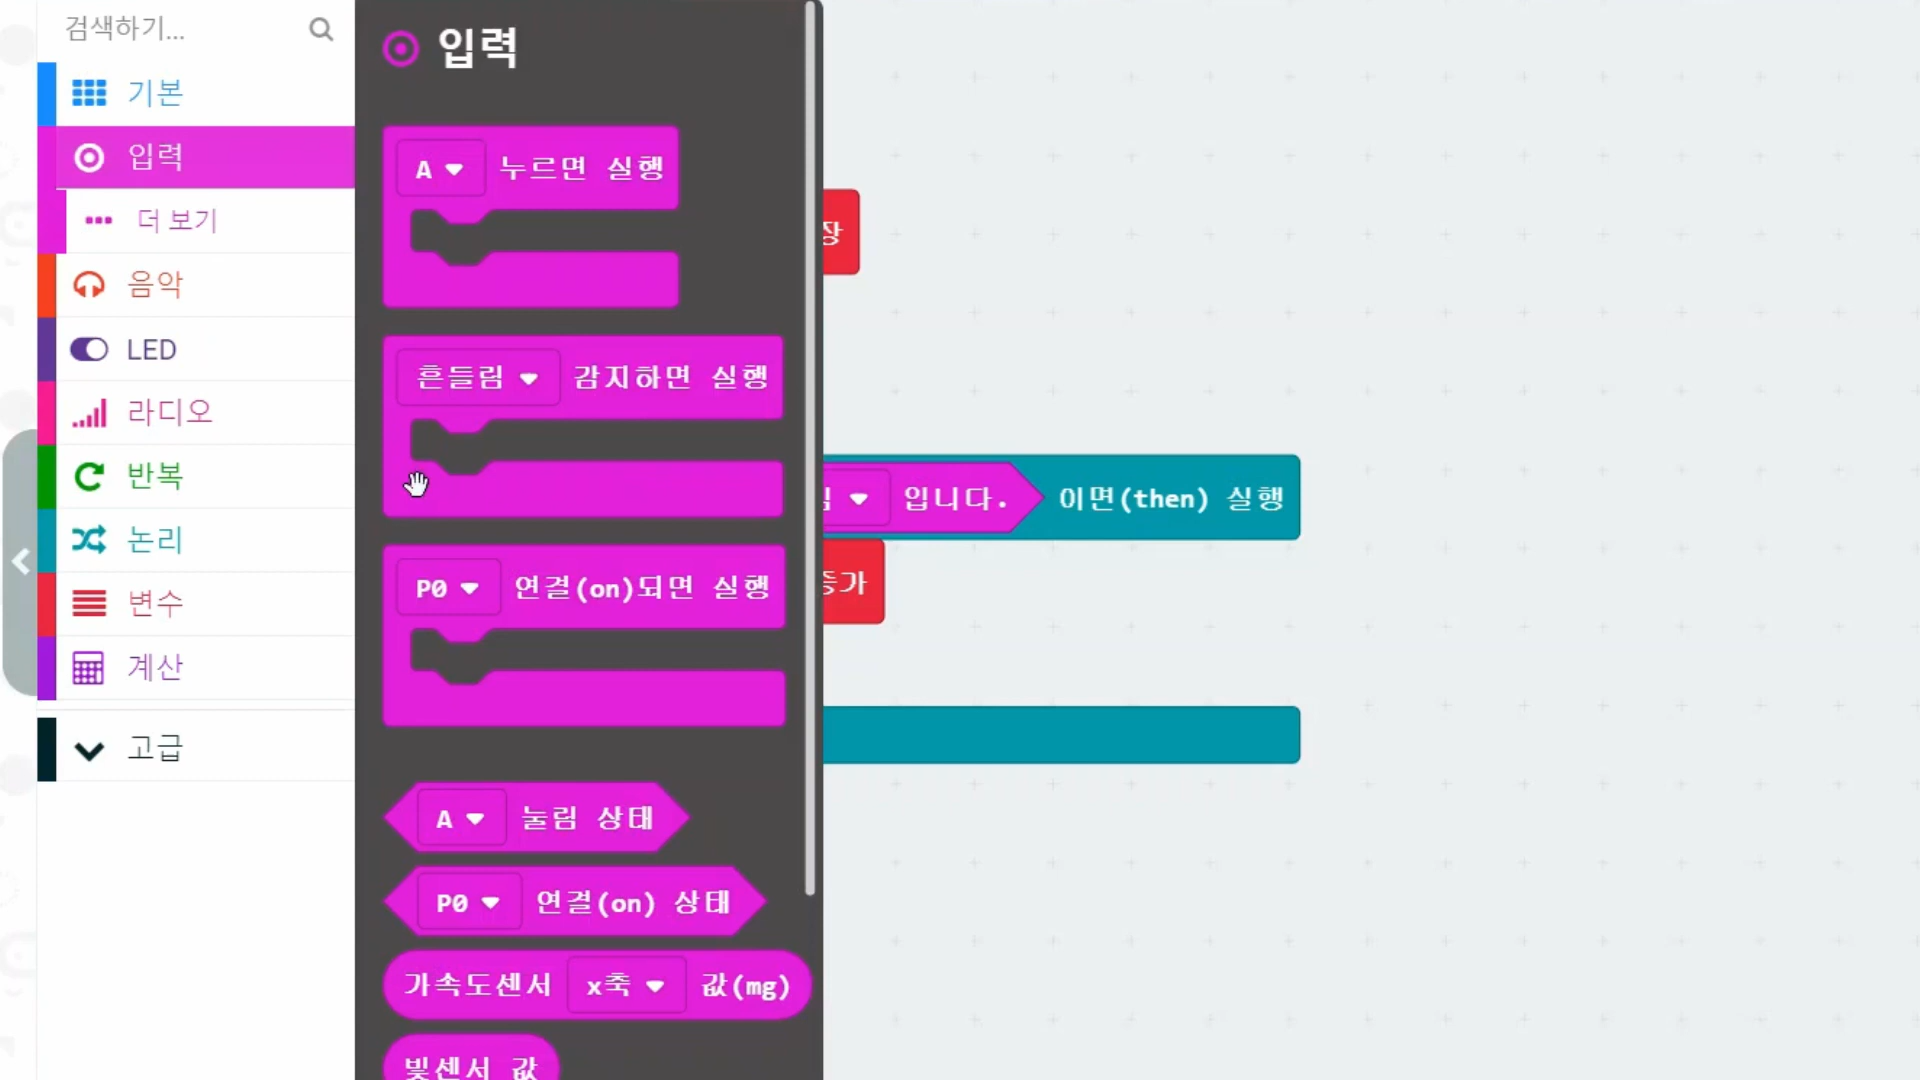 검색하기...
기본
입력
더 보기
음악
LED
라디오
반복
논리
변수
계산
고급
입력
A 누르면 실행
흔들림 감지하면 실행
P0 연결(on)되면 실행
A 눌림 상태
P0 연결(on) 상태
가속도센서 x축 값(mg)
빛센서 값
장
입니다. 이면(then) 실행
증가